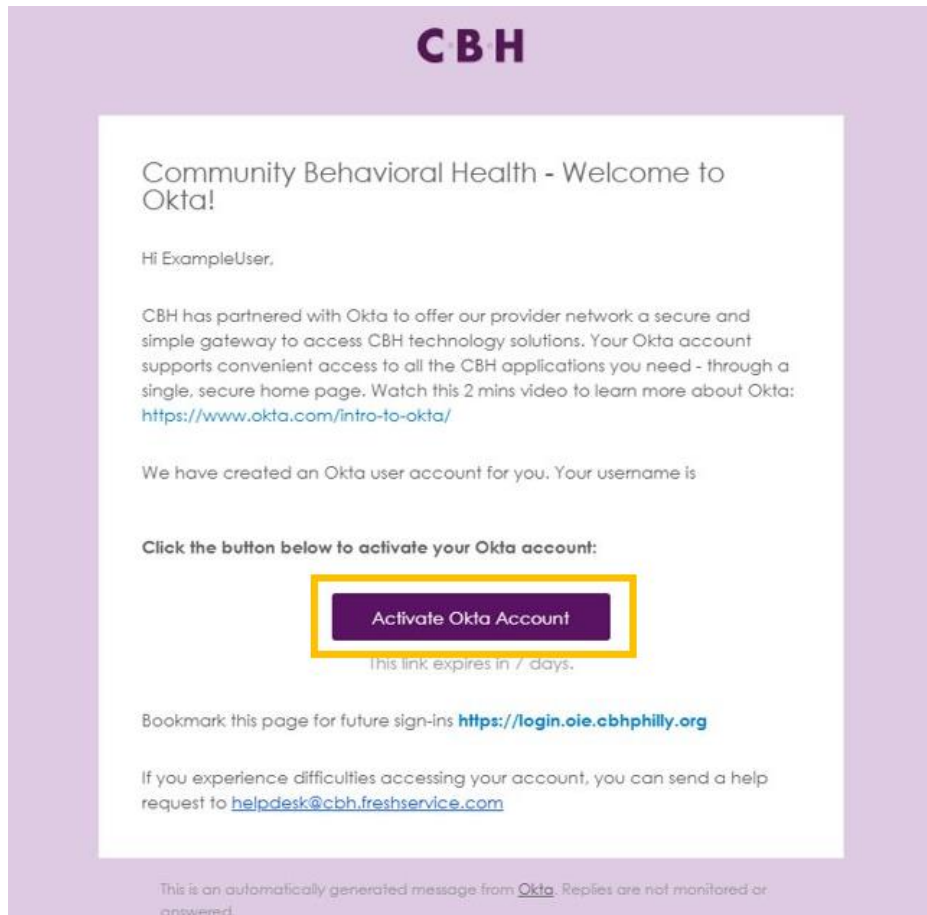 C·B·H
Community Behavioral Health - Welcome to
Okta!
Hi ExampleUser,
CBH has partnered with Okta to offer our provider network a secure and
simple gateway to access CBH technology solutions. Your Okta account
supports convenient access to all the CBH applications you need - through a
single, secure home page. Watch this 2 mins video to learn more about Okta:
https://www.okta.com/intro-to-okta/
We have created an Okta user account for you. Your username is
Click the button below to activate your Okta account:
Activate Okta Account
This link expires in 7 days.
Bookmark this page for future sign-ins https://login.oie.cbhphilly.org
If you experience difficulties accessing your account, you can send a help
request to helpdesk@cbh.freshservice.com
This is an automatically generated message from Okta. Replies are not monitored or
answered.